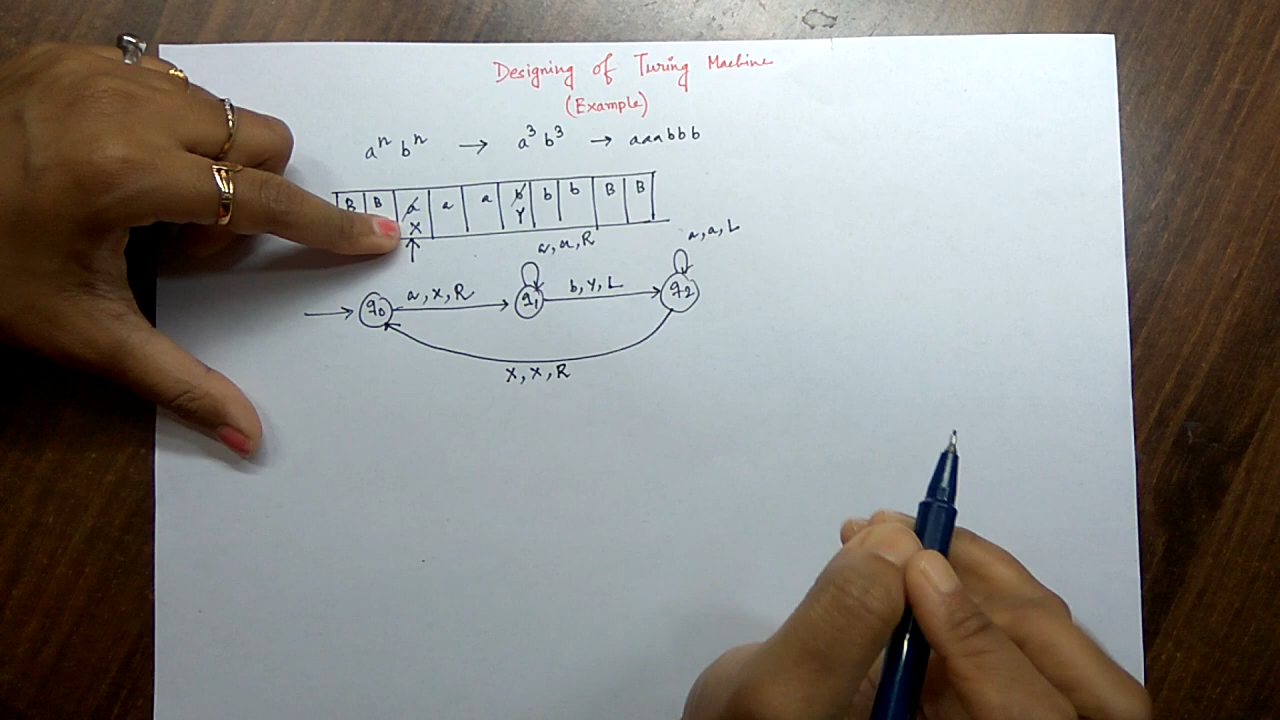 Designing of Turing Machine
(Example)
aⁿ bⁿ → a³ b³ → aaabbb
B B a a a b b b B B
X Y
a, a, R
a, a, L
→ q₀ a, X, R q₁ b, Y, L q₂
X, X, R